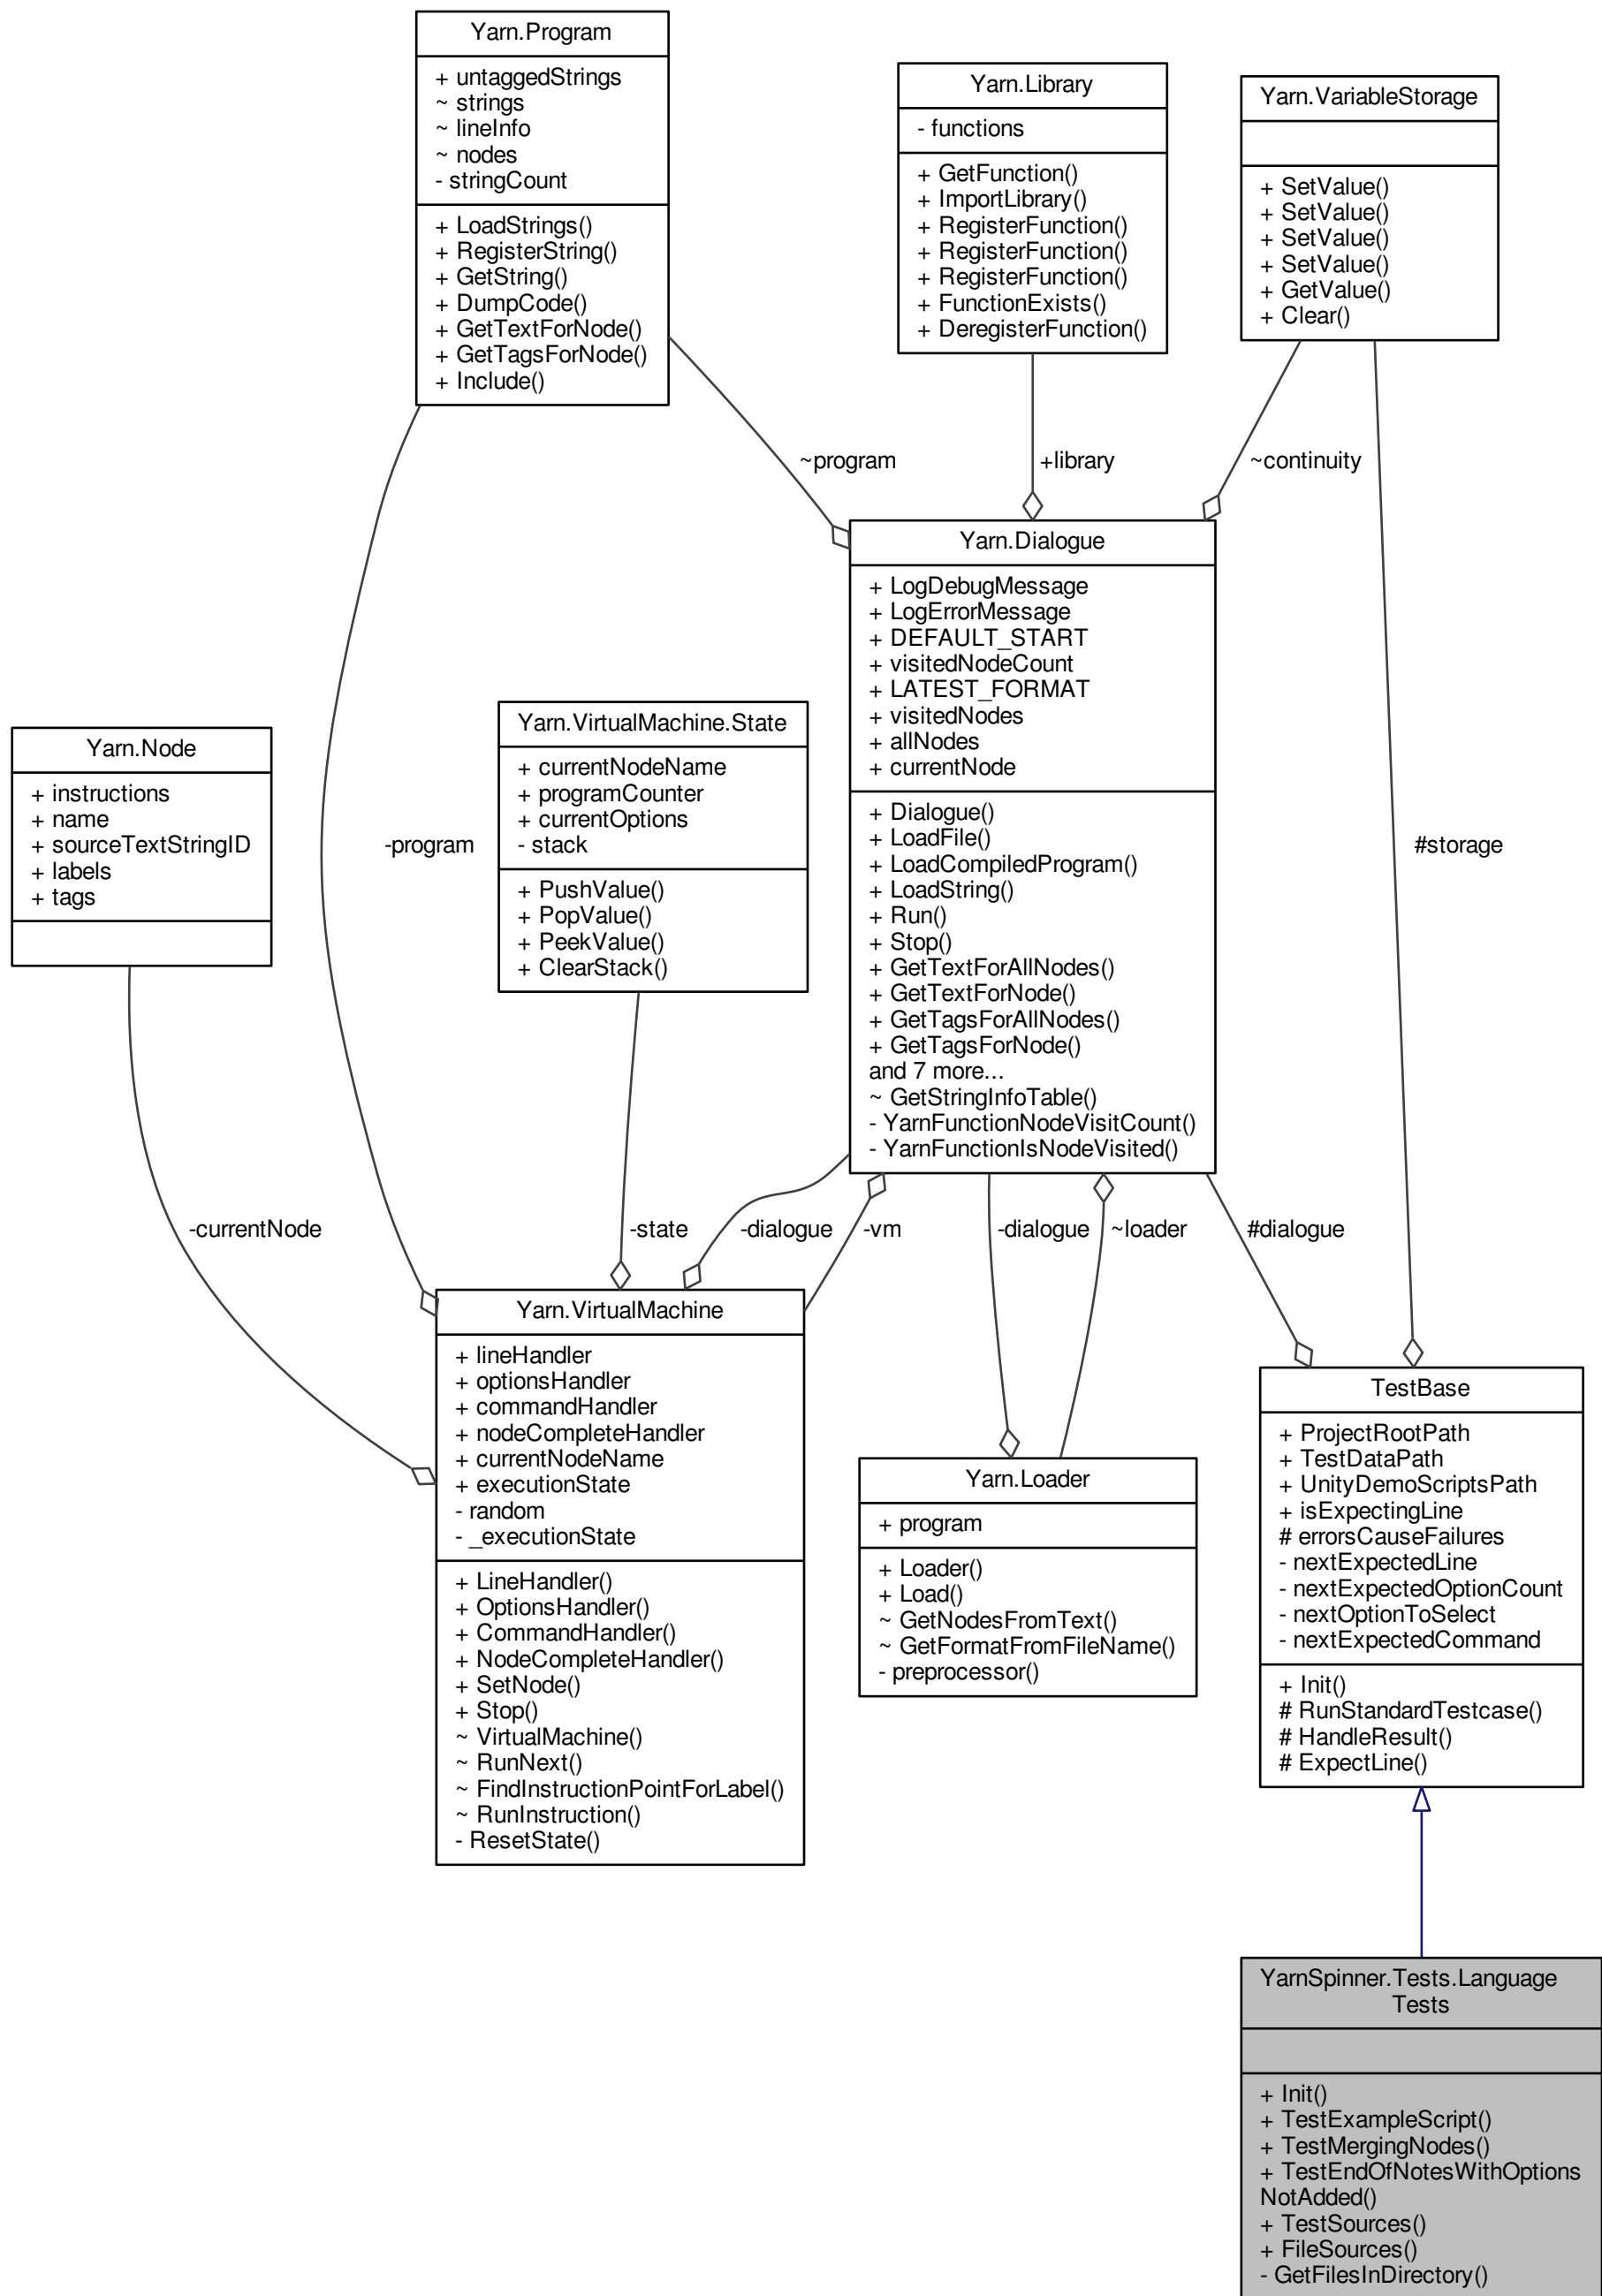 Yarn.Program
+ untaggedStrings
~ strings
~ lineInfo
~ nodes
- stringCount
+ LoadStrings()
+ RegisterString()
+ GetString()
+ DumpCode()
+ GetTextForNode()
+ GetTagsForNode()
+ Include()
Yarn.Library
- functions
+ GetFunction()
+ ImportLibrary()
+ RegisterFunction()
+ RegisterFunction()
+ RegisterFunction()
+ FunctionExists()
+ DeregisterFunction()
Yarn.VariableStorage
+ SetValue()
+ SetValue()
+ SetValue()
+ SetValue()
+ GetValue()
+ Clear()
~program
+library
~continuity
Yarn.Dialogue
+ LogDebugMessage
+ LogErrorMessage
+ DEFAULT_START
+ visitedNodeCount
+ LATEST_FORMAT
+ visitedNodes
+ allNodes
+ currentNode
+ Dialogue()
+ LoadFile()
+ LoadCompiledProgram()
+ LoadString()
+ Run()
+ Stop()
+ GetTextForAllNodes()
+ GetTextForNode()
+ GetTagsForAllNodes()
+ GetTagsForNode()
and 7 more...
~ GetStringInfoTable()
- YarnFunctionNodeVisitCount()
- YarnFunctionIsNodeVisited()
Yarn.Node
+ instructions
+ name
+ sourceTextStringID
+ labels
+ tags
-program
Yarn.VirtualMachine.State
+ currentNodeName
+ programCounter
+ currentOptions
- stack
+ PushValue()
+ PopValue()
+ PeekValue()
+ ClearStack()
#storage
-currentNode
-state
-dialogue
-vm
-dialogue
~loader
#dialogue
Yarn.VirtualMachine
+ lineHandler
+ optionsHandler
+ commandHandler
+ nodeCompleteHandler
+ currentNodeName
+ executionState
- random
- _executionState
+ LineHandler()
+ OptionsHandler()
+ CommandHandler()
+ NodeCompleteHandler()
+ SetNode()
+ Stop()
~ VirtualMachine()
~ RunNext()
~ FindInstructionPointForLabel()
~ RunInstruction()
- ResetState()
Yarn.Loader
+ program
+ Loader()
+ Load()
~ GetNodesFromText()
~ GetFormatFromFileName()
- preprocessor()
TestBase
+ ProjectRootPath
+ TestDataPath
+ UnityDemoScriptsPath
+ isExpectingLine
# errorsCauseFailures
- nextExpectedLine
- nextExpectedOptionCount
- nextOptionToSelect
- nextExpectedCommand
+ Init()
# RunStandardTestcase()
# HandleResult()
# ExpectLine()
YarnSpinner.Tests.Language
Tests
+ Init()
+ TestExampleScript()
+ TestMergingNodes()
+ TestEndOfNotesWithOptions
NotAdded()
+ TestSources()
+ FileSources()
- GetFilesInDirectory()